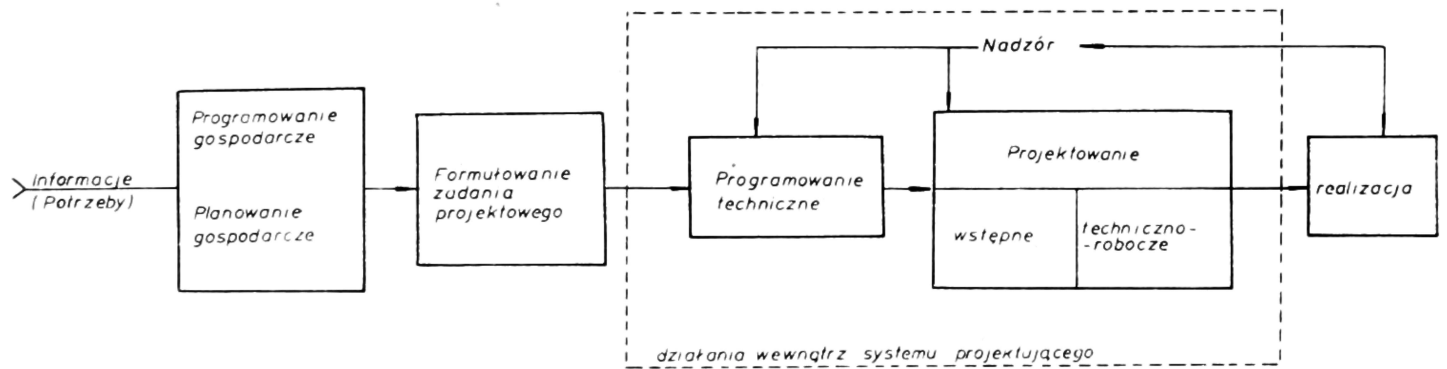 Informacje
(Potrzeby)
Programowanie
gospodarcze
Planowanie
gospodarcze
Formułowanie
zadania
projektowego
Nadzór
Programowanie
techniczne
Projektowanie
wstępne
techniczno-
-robocze
realizacja
działania wewnątrz systemu projektującego